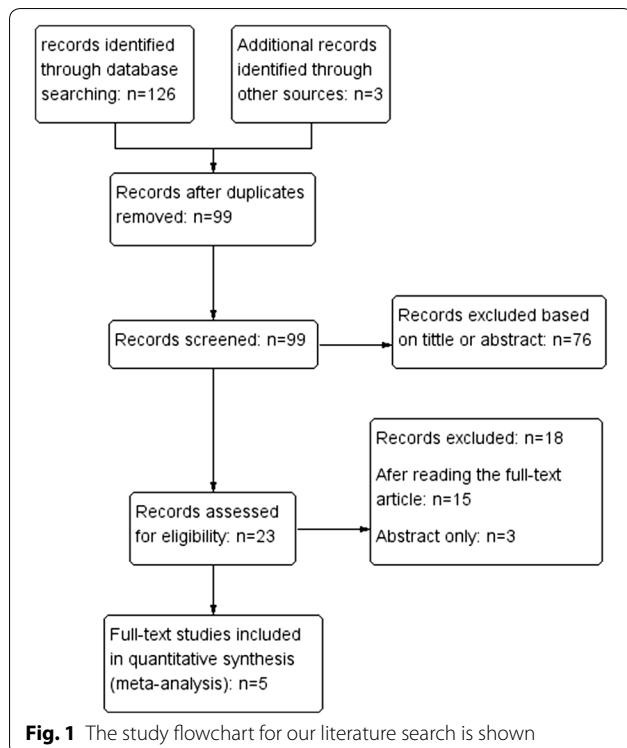 records identified
through database
searching: n=126
Additional records
identified through
other sources: n=3
Records after duplicates
removed: n=99
Records screened: n=99
Records excluded based
on tittle or abstract: n=76
Records assessed
for eligibility: n=23
Records excluded: n=18
Afer reading the full-text
article: n=15
Abstract only: n=3
Full-text studies included
in quantitative synthesis
(meta-analysis): n=5
Fig. 1 The study flowchart for our literature search is shown